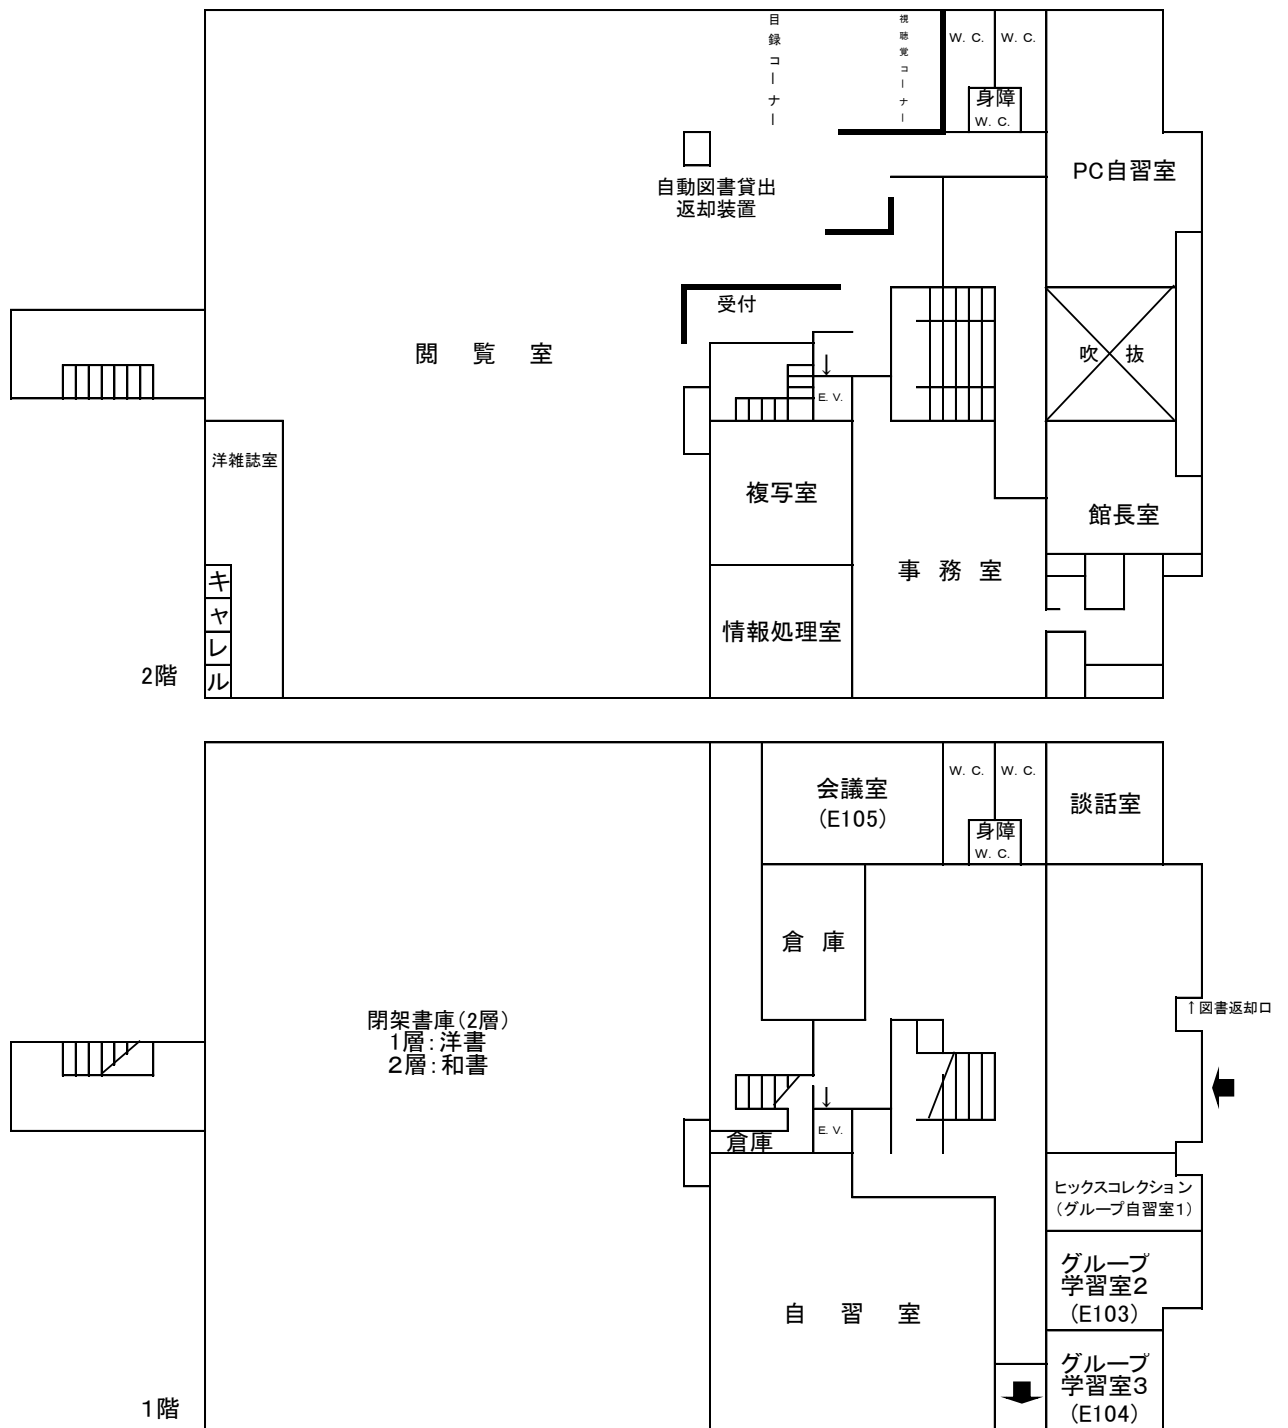 目録コーナー
視聴覚コーナー
W. C.
W. C.
身障
W. C.
PC自習室
自動図書貸出
返却装置
受付
閲覧室
吹抜
↓
E. V.
洋雑誌室
複写室
館長室
事務室
キャレル
情報処理室
2階
会議室
(E105)
W. C.
W. C.
身障
W. C.
談話室
倉庫
↑図書返却口
閉架書庫(2層)
1層:洋書
2層:和書
↓
E. V.
倉庫
ヒックスコレクション
(グループ自習室1)
グループ
学習室2
(E103)
自習室
グループ
学習室3
(E104)
1階